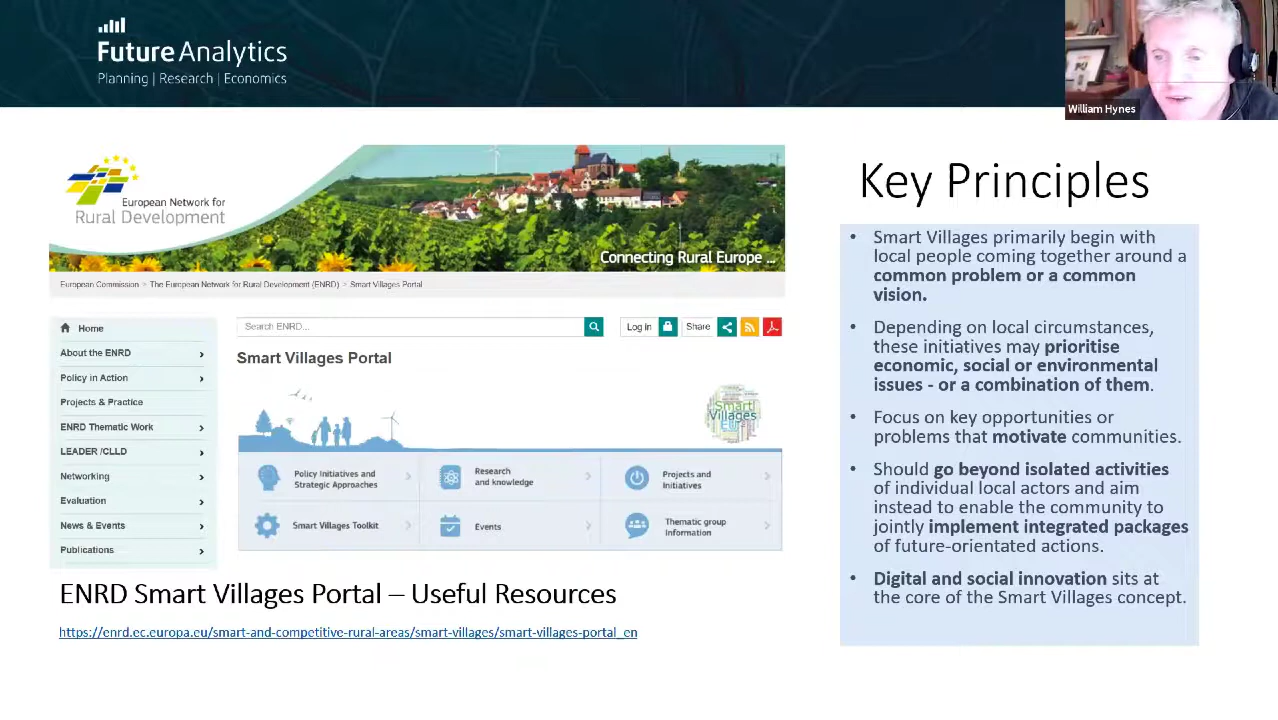 FutureAnalytics
Planning | Research | Economics
William Hynes
European Network for
Rural Development
Connecting Rural Europe ...
European Commission > The European Network for Rural Development (ENRD) > Smart Villages Portal
Home
About the ENRD
Policy in Action
Projects & Practice
ENRD Thematic Work
LEADER /CLLD
Networking
Evaluation
News & Events
Publications
Search ENRD...
Log in
Share
Smart Villages Portal
Smart
Villages
EU
Policy Initiatives and
Strategic Approaches
Research
and knowledge
Projects and
Initiatives
Smart Villages Toolkit
Events
Thematic group
Information
ENRD Smart Villages Portal – Useful Resources
https://enrd.ec.europa.eu/smart-and-competitive-rural-areas/smart-villages/smart-villages-portal_en
Key Principles
• Smart Villages primarily begin with
local people coming together around a
common problem or a common
vision.
• Depending on local circumstances,
these initiatives may prioritise
economic, social or environmental
issues - or a combination of them.
• Focus on key opportunities or
problems that motivate communities.
• Should go beyond isolated activities
of individual local actors and aim
instead to enable the community to
jointly implement integrated packages
of future-orientated actions.
• Digital and social innovation sits at
the core of the Smart Villages concept.